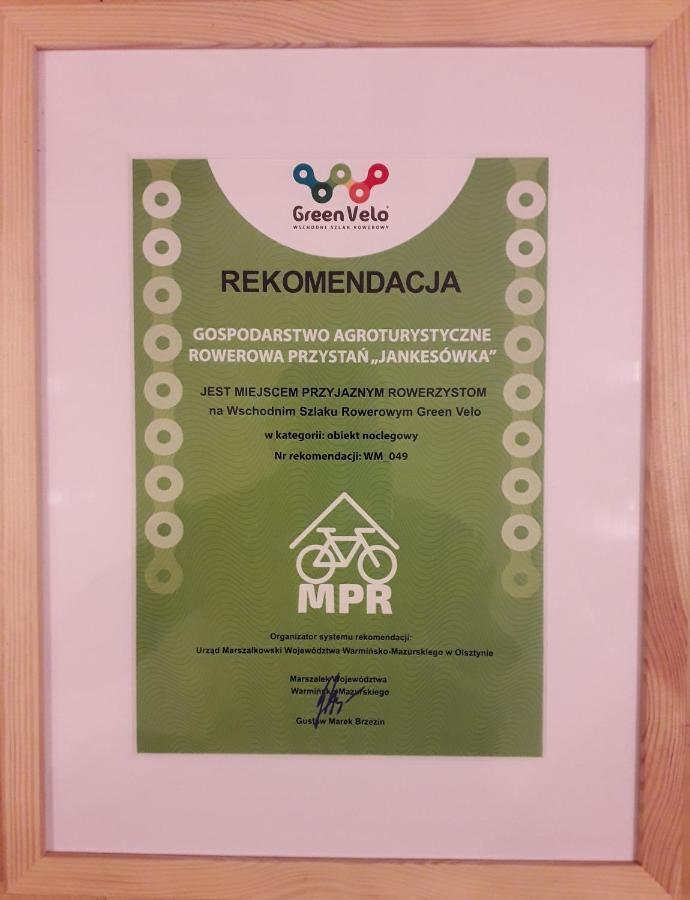 Green Velo®
WSCHODNI SZLAK ROWEROWY
REKOMENDACJA
GOSPODARSTWO AGROTURYSTYCZNE
ROWEROWA PRZYSTAŃ „JANKESÓWKA”
JEST MIEJSCEM PRZYJAZNYM ROWERZYSTOM
na Wschodnim Szlaku Rowerowym Green Velo
w kategorii: obiekt noclegowy
Nr rekomendacji: WM_049
MPR
Organizator systemu rekomendacji:
Urząd Marszałkowski Województwa Warmińsko-Mazurskiego w Olsztynie
Marszałek Województwa
Warmińsko-Mazurskiego
Gustaw Marek Brzezin